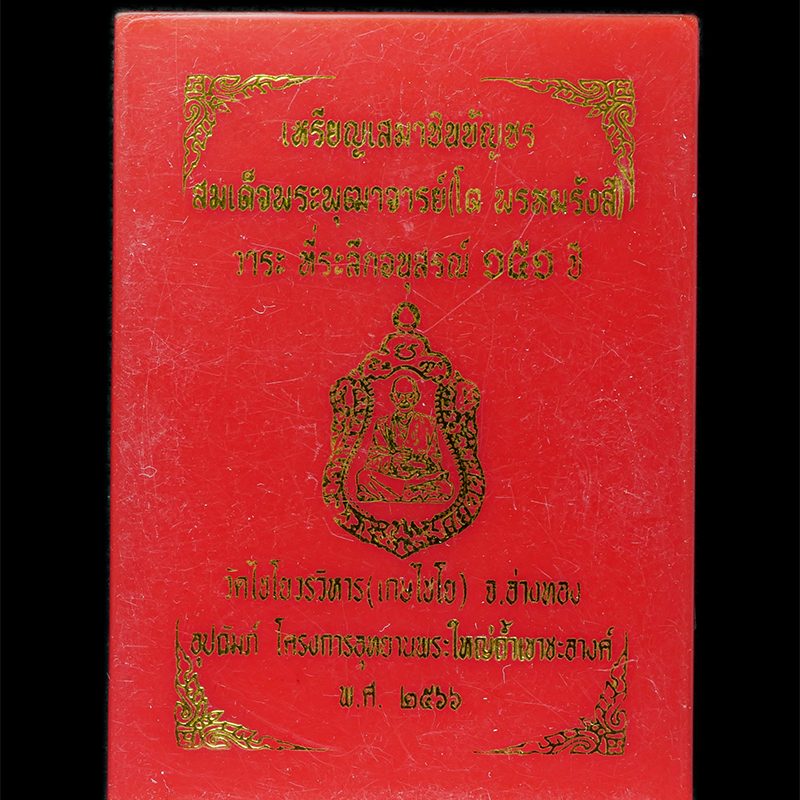 เหรียญเสมาชินบัญชร
สมเด็จพระพุฒาจารย์(โต พรหมรังสี)
วาระ ที่ระลึกอนุสรณ์ ๑๕๑ ปี
วัดไชโยวรวิหาร(เกษไชโย) จ.อ่างทอง
อุปถัมภ์ โครงการอุทยานพระใหญ่ถ้ำเขาชะอางค์
พ.ศ. ๒๕๖๖